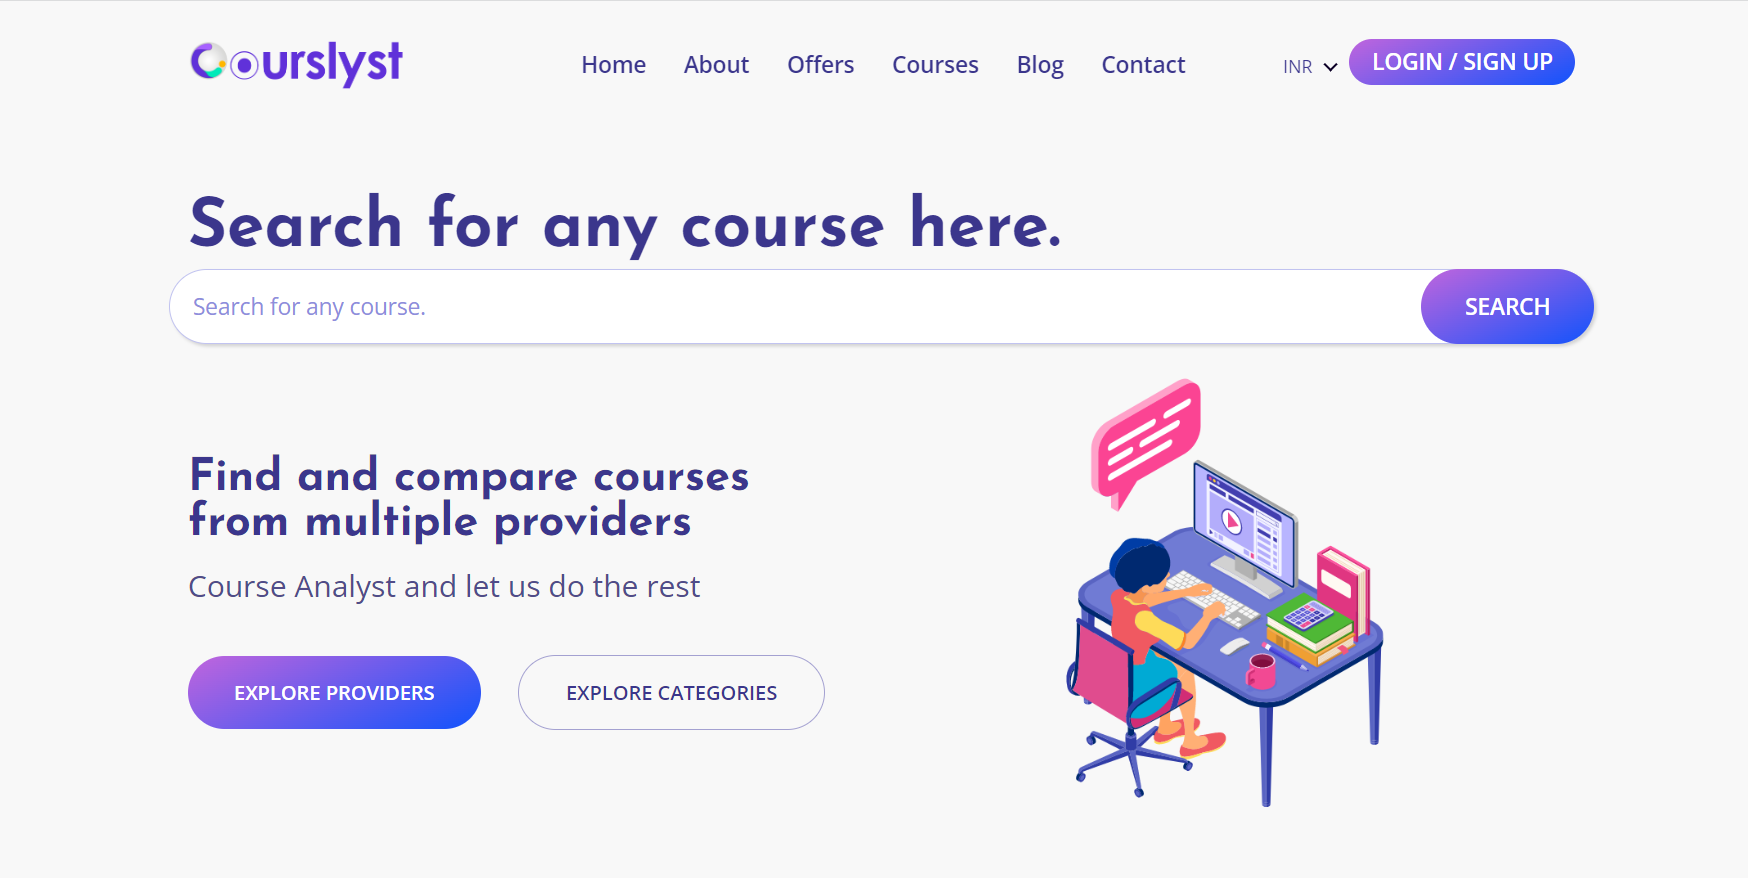 Courslyst
Home About Offers Courses Blog Contact INR LOGIN / SIGN UP
Search for any course here.
Search for any course. SEARCH
Find and compare courses
from multiple providers
Course Analyst and let us do the rest
EXPLORE PROVIDERS EXPLORE CATEGORIES